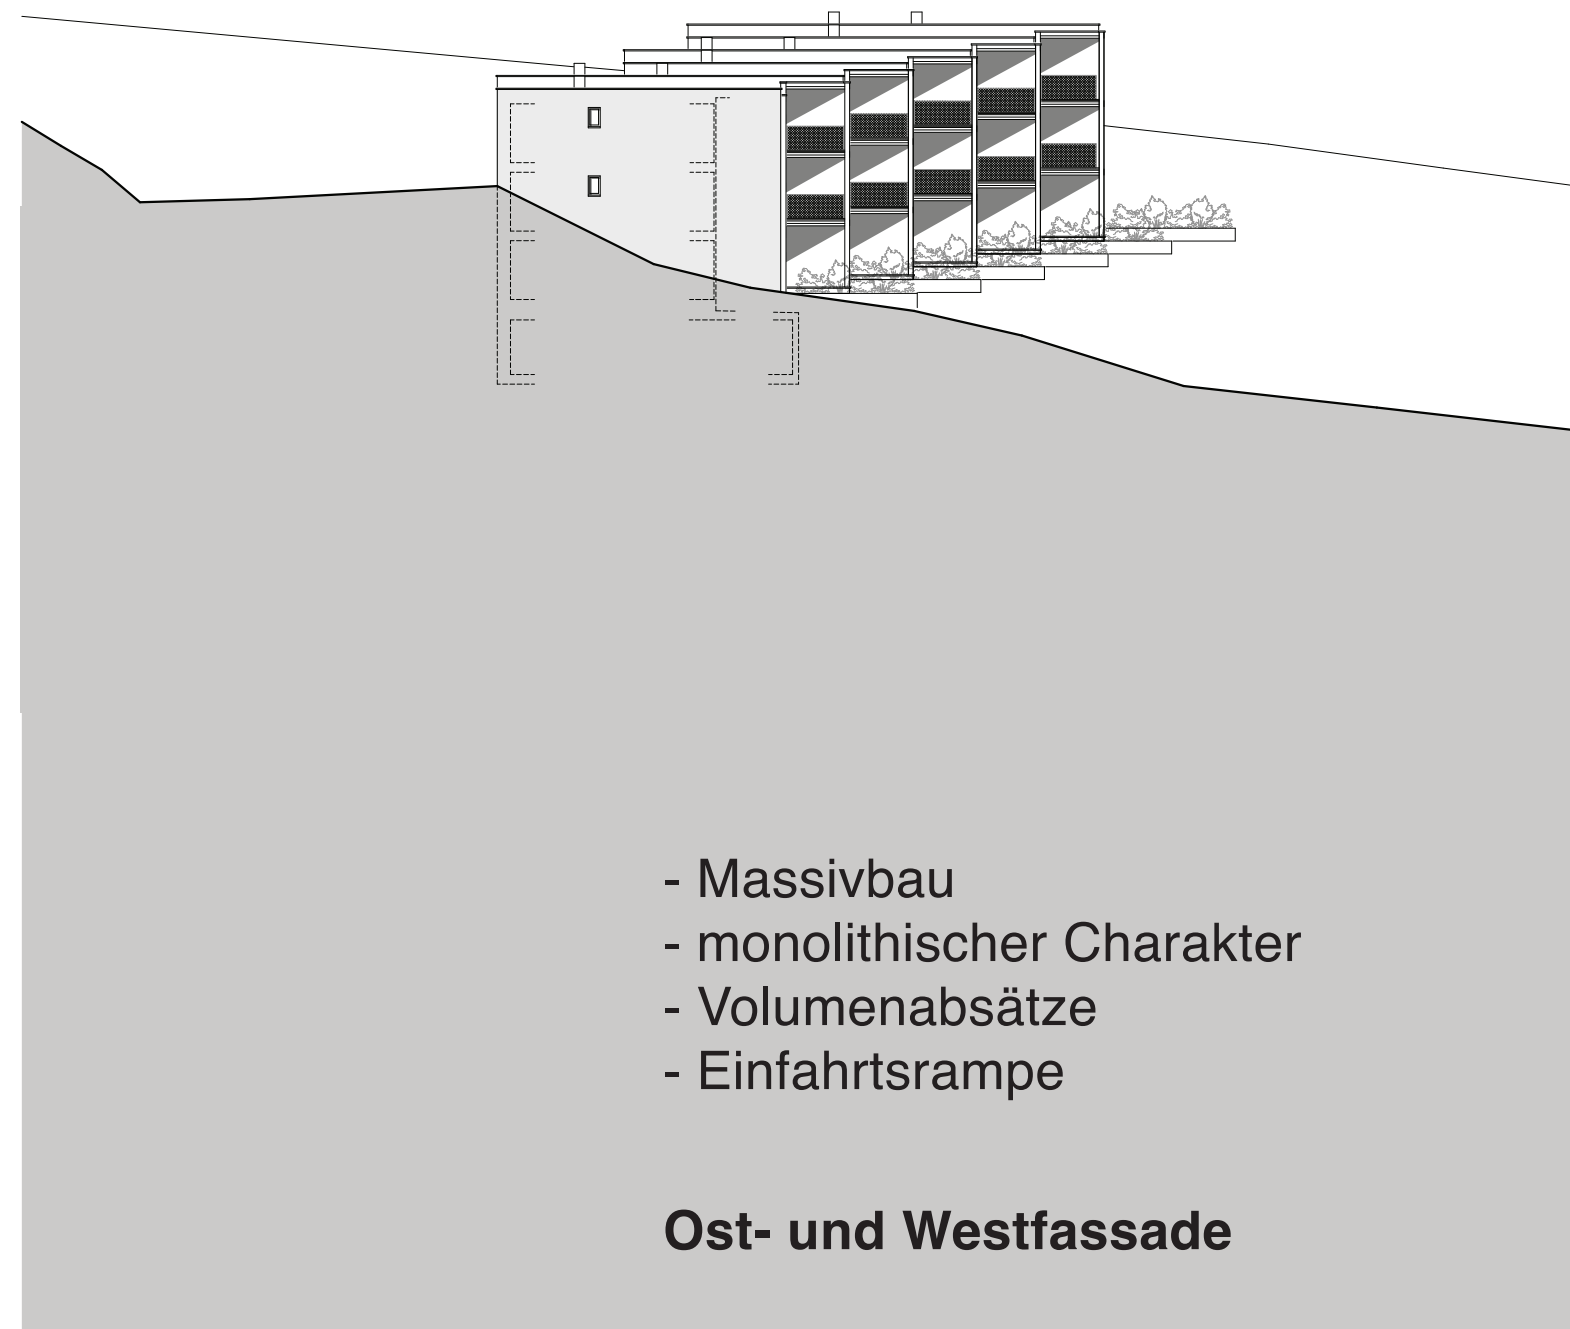 - Massivbau
- monolithischer Charakter
- Volumenabsätze
- Einfahrtsrampe
Ost- und Westfassade